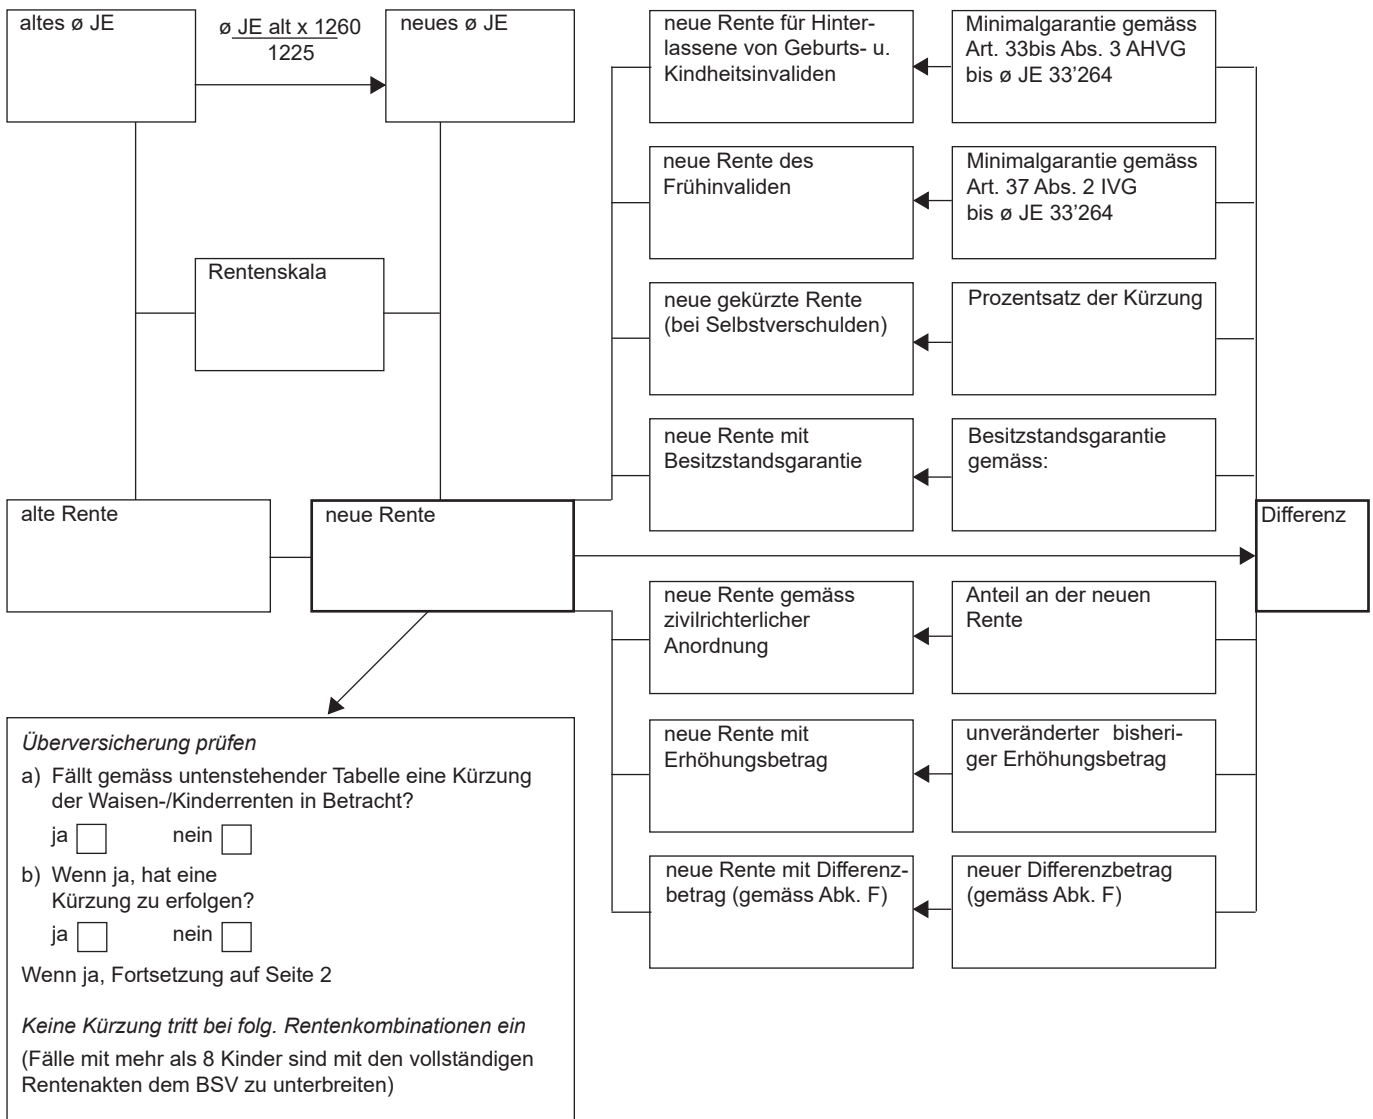 altes ø JE
ø JE alt x 1260
1225
neues ø JE
Rentenskala
alte Rente
neue Rente
neue Rente für Hinter-
lassene von Geburts- u.
Kindheitsinvaliden
Minimalgarantie gemäss
Art. 33bis Abs. 3 AHVG
bis ø JE 33’264
neue Rente des
Frühinvaliden
Minimalgarantie gemäss
Art. 37 Abs. 2 IVG
bis ø JE 33’264
neue gekürzte Rente
(bei Selbstverschulden)
Prozentsatz der Kürzung
neue Rente mit
Besitzstandsgarantie
Besitzstandsgarantie
gemäss:
Differenz
neue Rente gemäss
zivilrichterlicher
Anordnung
Anteil an der neuen
Rente
neue Rente mit
Erhöhungsbetrag
unveränderter bisheri-
ger Erhöhungsbetrag
neue Rente mit Differenz-
betrag (gemäss Abk. F)
neuer Differenzbetrag
(gemäss Abk. F)
Überversicherung prüfen
a) Fällt gemäss untenstehender Tabelle eine Kürzung
der Waisen-/Kinderrenten in Betracht?
ja nein
b) Wenn ja, hat eine
Kürzung zu erfolgen?
ja nein
Wenn ja, Fortsetzung auf Seite 2
Keine Kürzung tritt bei folg. Rentenkombinationen ein
(Fälle mit mehr als 8 Kinder sind mit den vollständigen
Rentenakten dem BSV zu unterbreiten)